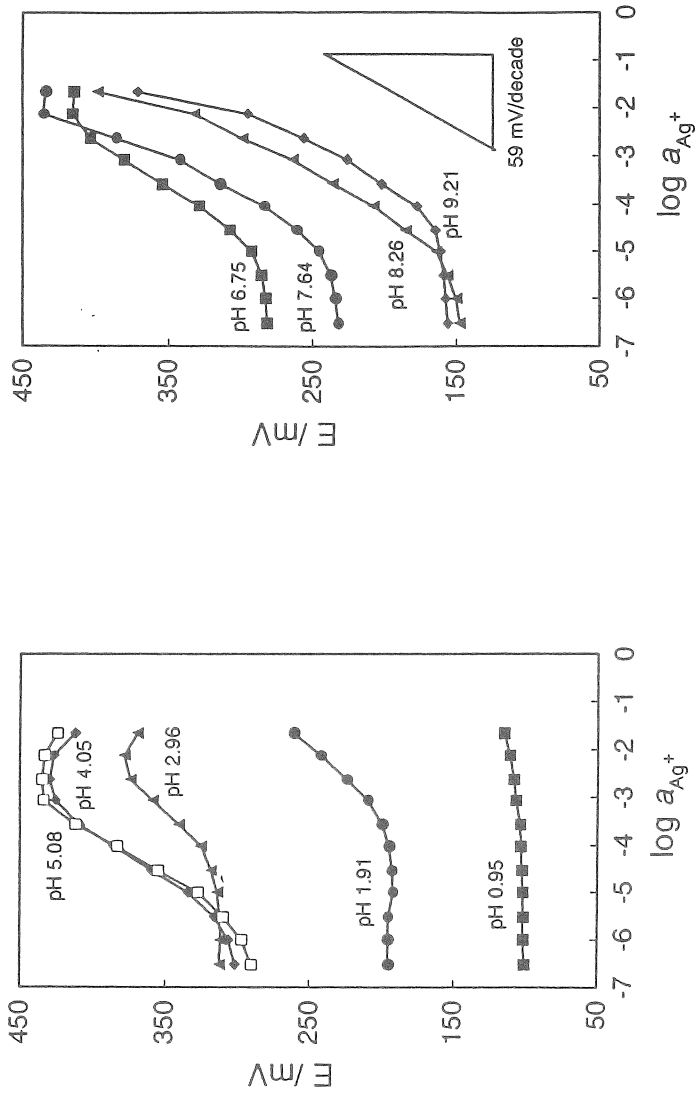 450
350
250
150
50
E /mV
-7
-6
-5
-4
-3
-2
-1
0
log aAg+
pH 6.75
pH 7.64
pH 8.26
pH 9.21
59 mV/decade
450
350
250
150
50
E /mV
-7
-6
-5
-4
-3
-2
-1
0
log aAg+
pH 5.08
pH 4.05
pH 2.96
pH 1.91
pH 0.95